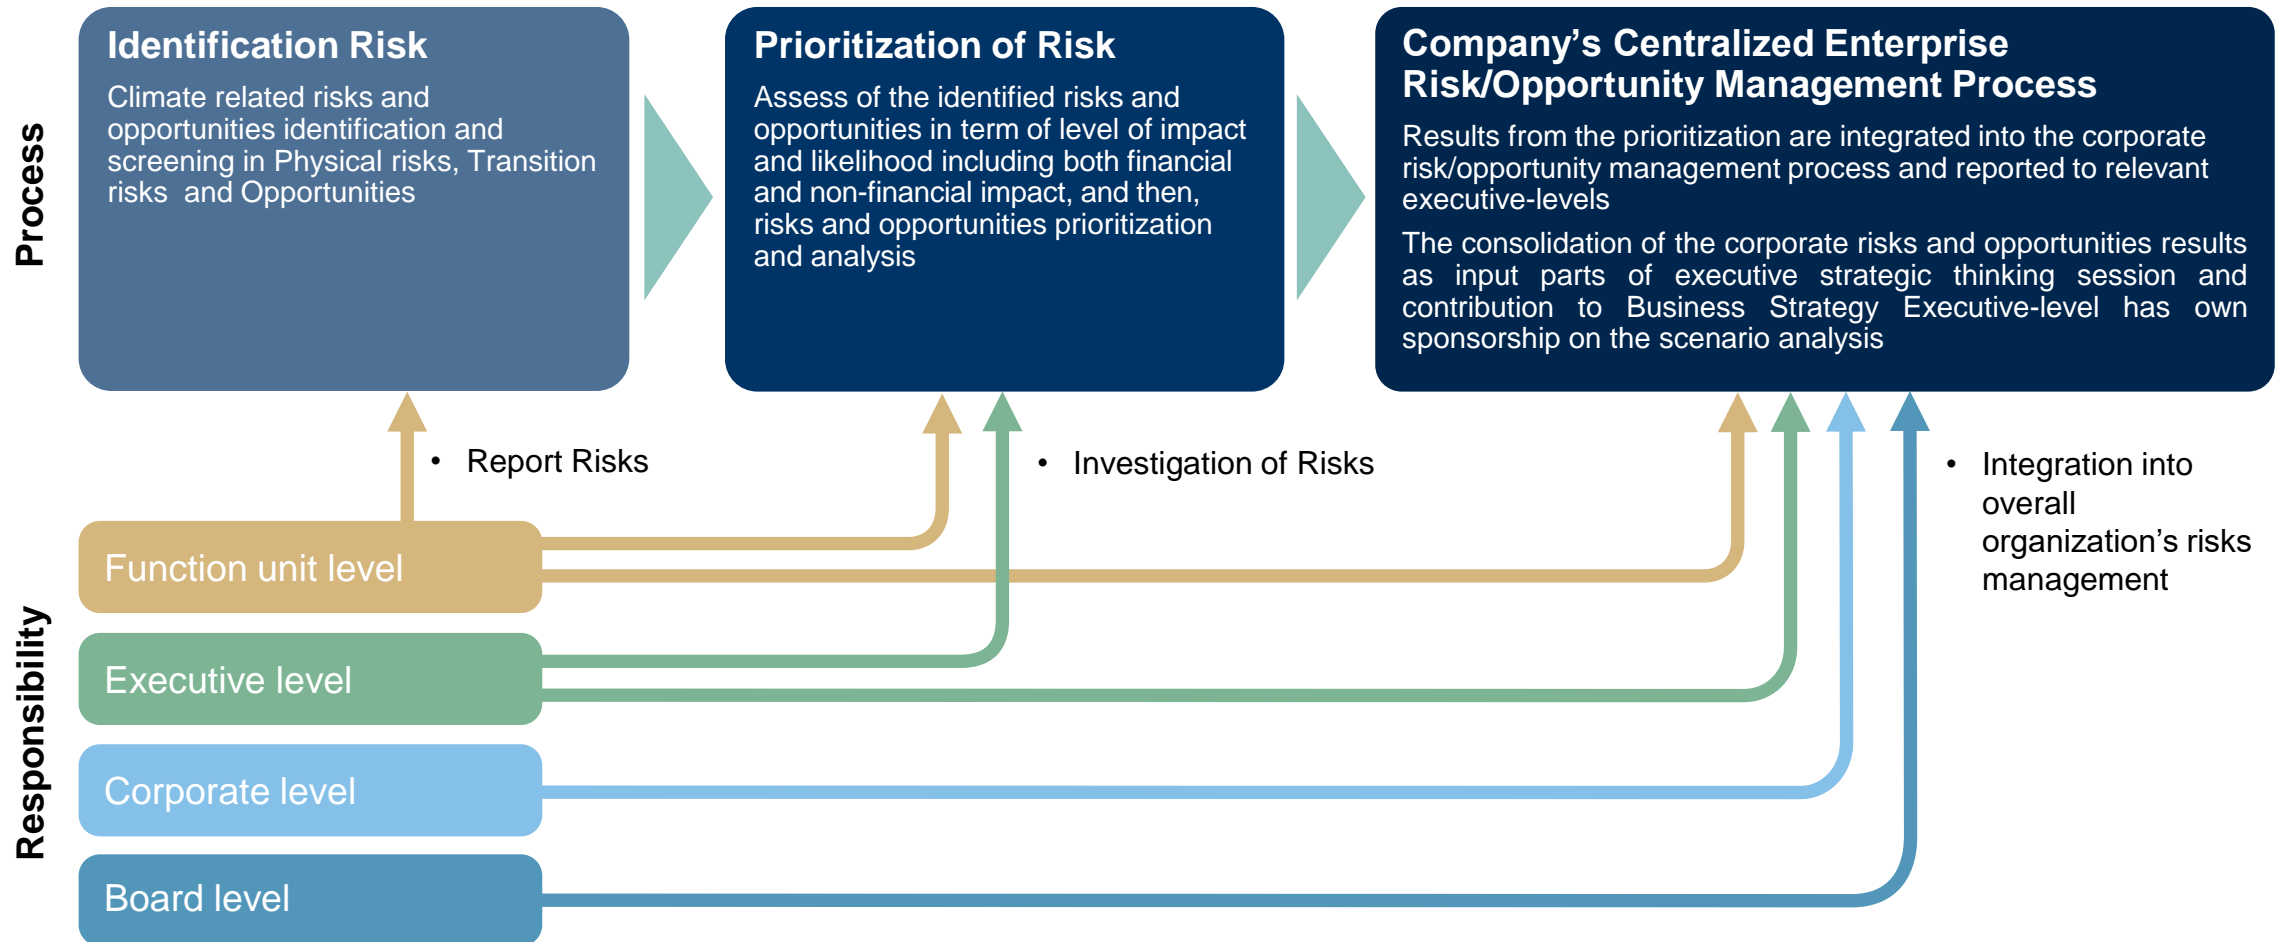 Process
Identification Risk
Climate related risks and
opportunities identification and
screening in Physical risks, Transition
risks  and Opportunities
Prioritization of Risk
Assess of the identified risks and
opportunities in term of level of impact
and likelihood including both financial
and non-financial impact, and then,
risks and opportunities prioritization
and analysis
Company’s Centralized Enterprise
Risk/Opportunity Management Process
Results from the prioritization are integrated into the corporate
risk/opportunity management process and reported to relevant
executive-levels
The consolidation of the corporate risks and opportunities results
as input parts of executive strategic thinking session and
contribution to Business Strategy Executive-level has own
sponsorship on the scenario analysis
• Report Risks
• Investigation of Risks
• Integration into
overall
organization’s risks
management
Responsibility
Function unit level
Executive level
Corporate level
Board level